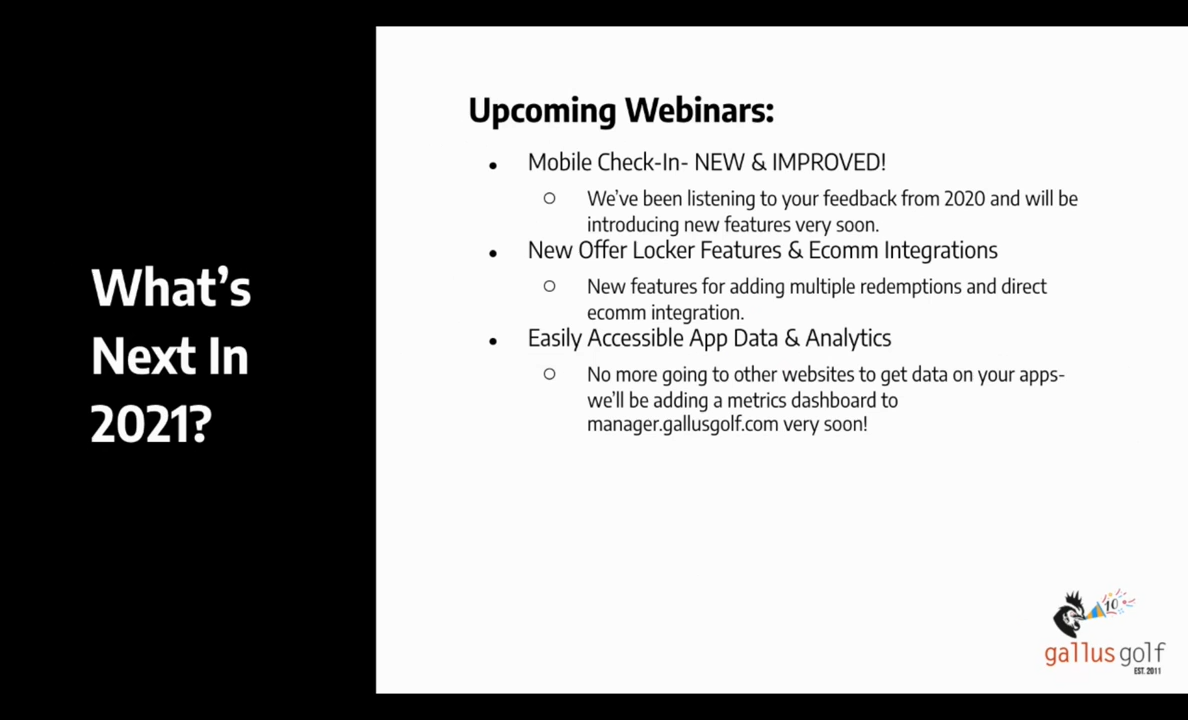 What’s
Next In
2021?
Upcoming Webinars:
● Mobile Check-In- NEW & IMPROVED!
○ We’ve been listening to your feedback from 2020 and will be
introducing new features very soon.
● New Offer Locker Features & Ecomm Integrations
○ New features for adding multiple redemptions and direct
ecomm integration.
● Easily Accessible App Data & Analytics
○ No more going to other websites to get data on your apps-
we’ll be adding a metrics dashboard to
manager.gallusgolf.com very soon!
10
gallus golf
EST. 2011